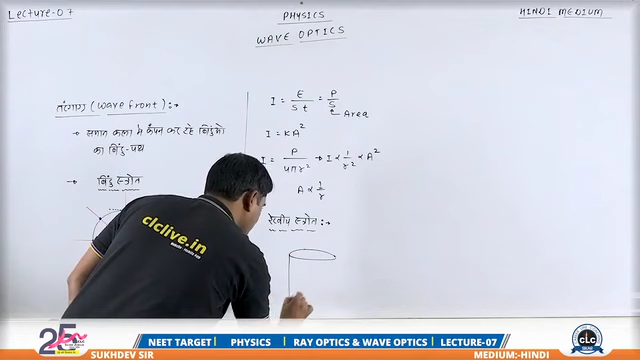 Lecture-07
PHYSICS
WAVE OPTICS
HINDI MEDIUM
तरंगाग्र (Wave front) :-
→ समान कला में कंपन कर रहे बिंदुओं
का बिंदु-पथ
→ बिंदु स्त्रोत
I = E/St = P/S
Area
I = KA²
I = P/4πr² → I ∝ 1/r² ∝ A²
A ∝ 1/r
रेखीय स्त्रोत :-
clclive.in
25
NEET TARGET
PHYSICS
RAY OPTICS & WAVE OPTICS
LECTURE-07
CLC
SUKHDEV SIR
MEDIUM:-HINDI